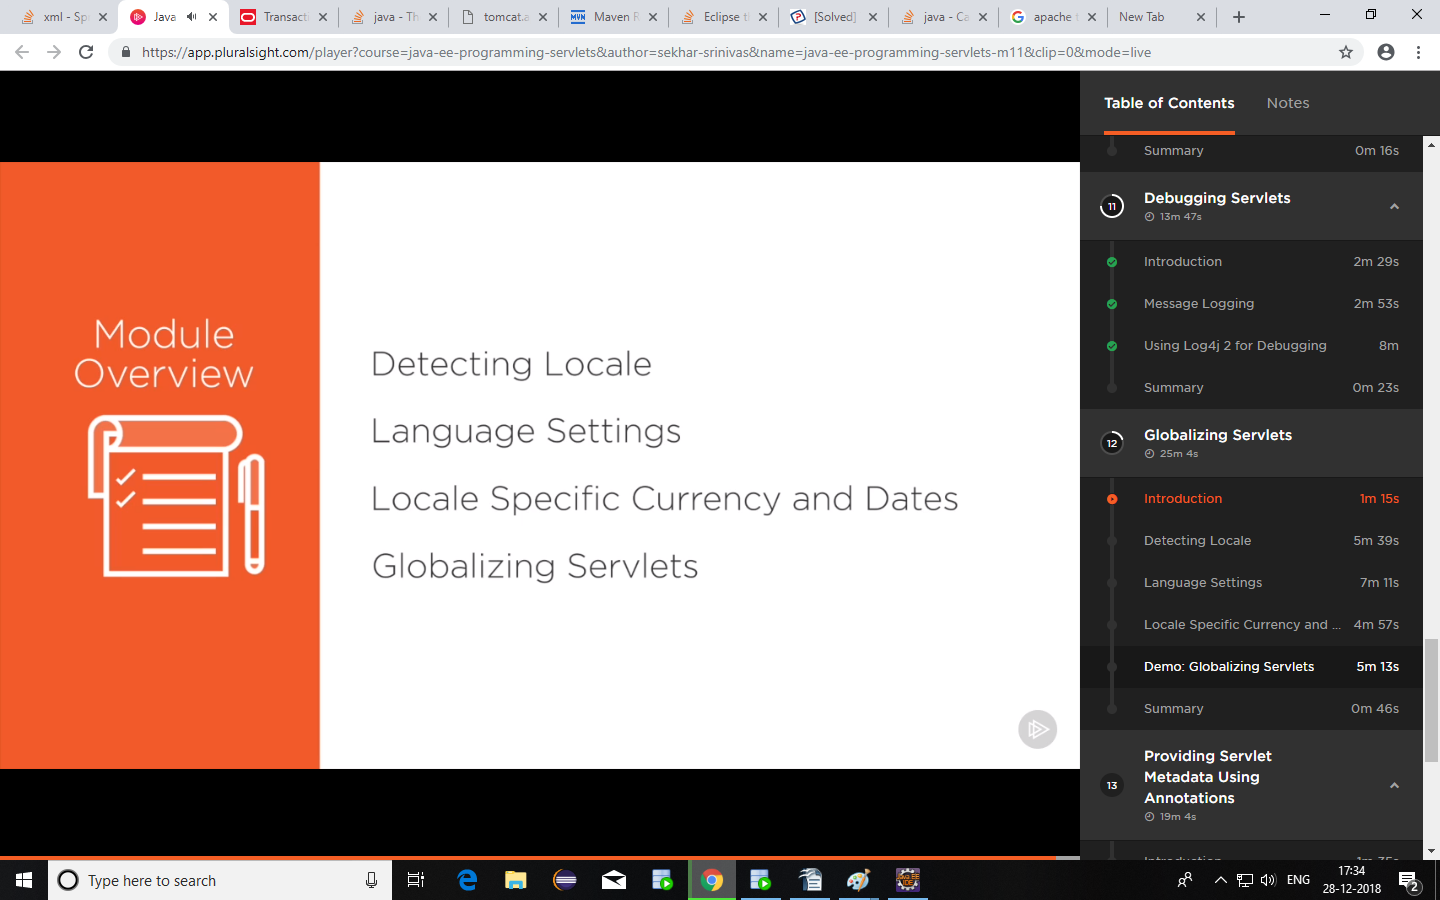 xml - Spr
Java
Transacti
java - Th
tomcat.a
Maven R
Eclipse ti
[Solved]
java - Ca
apache t
New Tab
https://app.pluralsight.com/player?course=java-ee-programming-servlets&author=sekhar-srinivas&name=java-ee-programming-servlets-m11&clip=0&mode=live
Module
Overview
Detecting Locale
Language Settings
Locale Specific Currency and Dates
Globalizing Servlets
Table of Contents
Notes
Summary 0m 16s
11 Debugging Servlets
13m 47s
Introduction 2m 29s
Message Logging 2m 53s
Using Log4j 2 for Debugging 8m
Summary 0m 23s
12 Globalizing Servlets
25m 4s
Introduction 1m 15s
Detecting Locale 5m 39s
Language Settings 7m 11s
Locale Specific Currency and ... 4m 57s
Demo: Globalizing Servlets 5m 13s
Summary 0m 46s
Providing Servlet
13 Metadata Using
Annotations
19m 4s
Introduction 1m 35s
Type here to search
ENG
17:34
28-12-2018
2